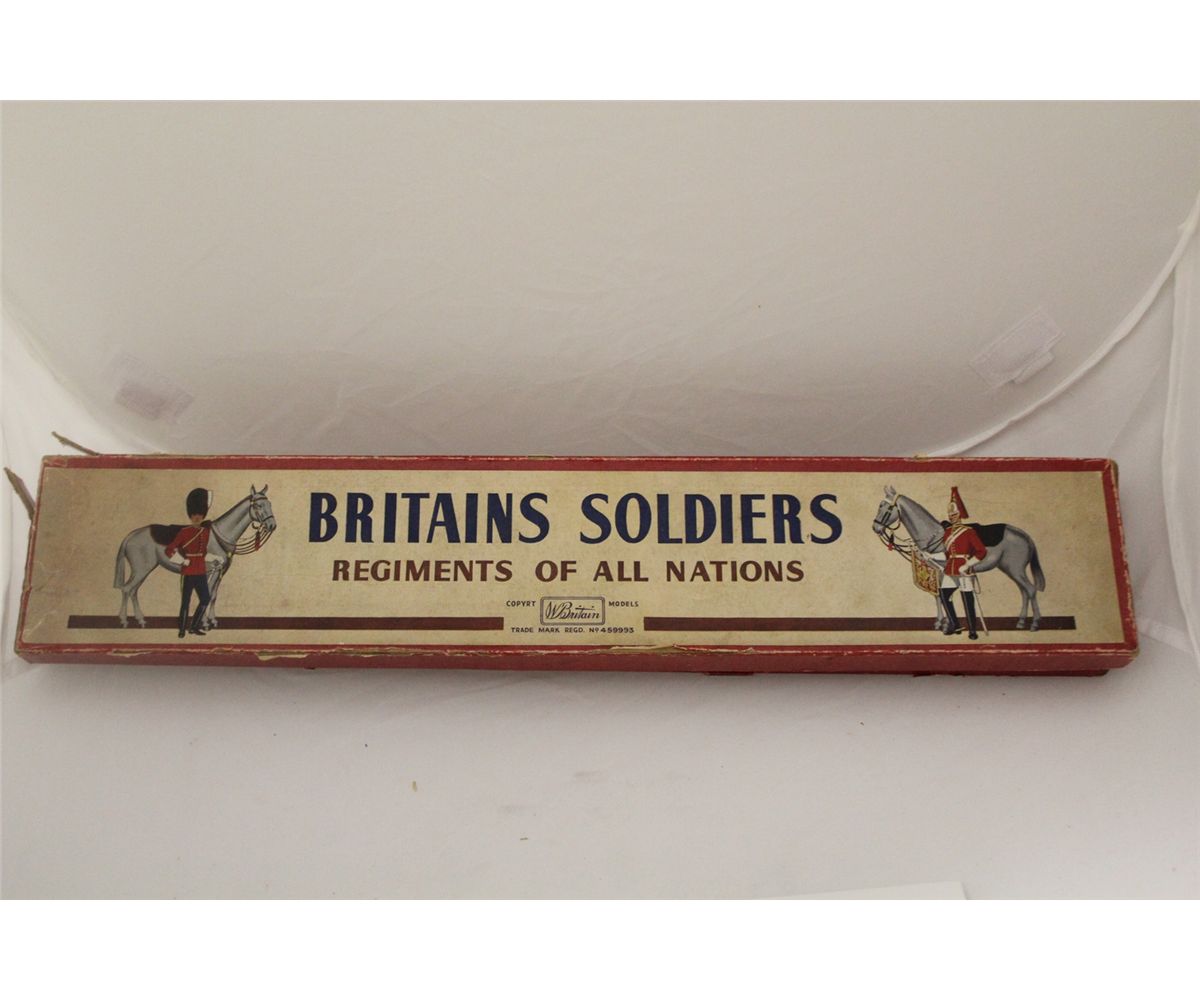 BRITAINS SOLDIERS
REGIMENTS OF ALL NATIONS
COPYRT W.Britain MODELS
TRADE MARK REGD. Nº 459993